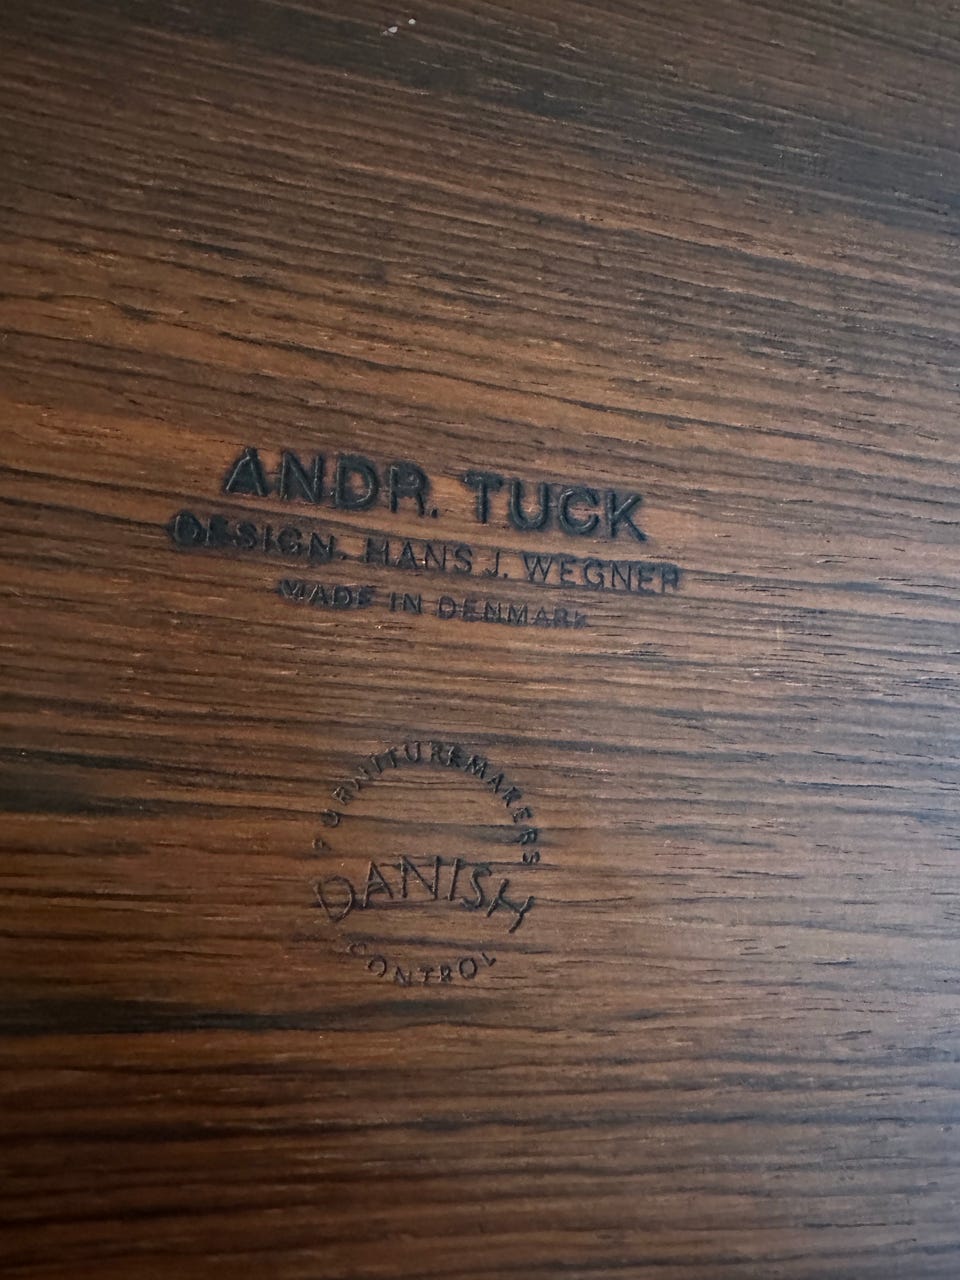 ANDR. TUCK
DESIGN. HANS J. WEGNER
MADE IN DENMARK
FURNITUREMAKERS
DANISH
CONTROL